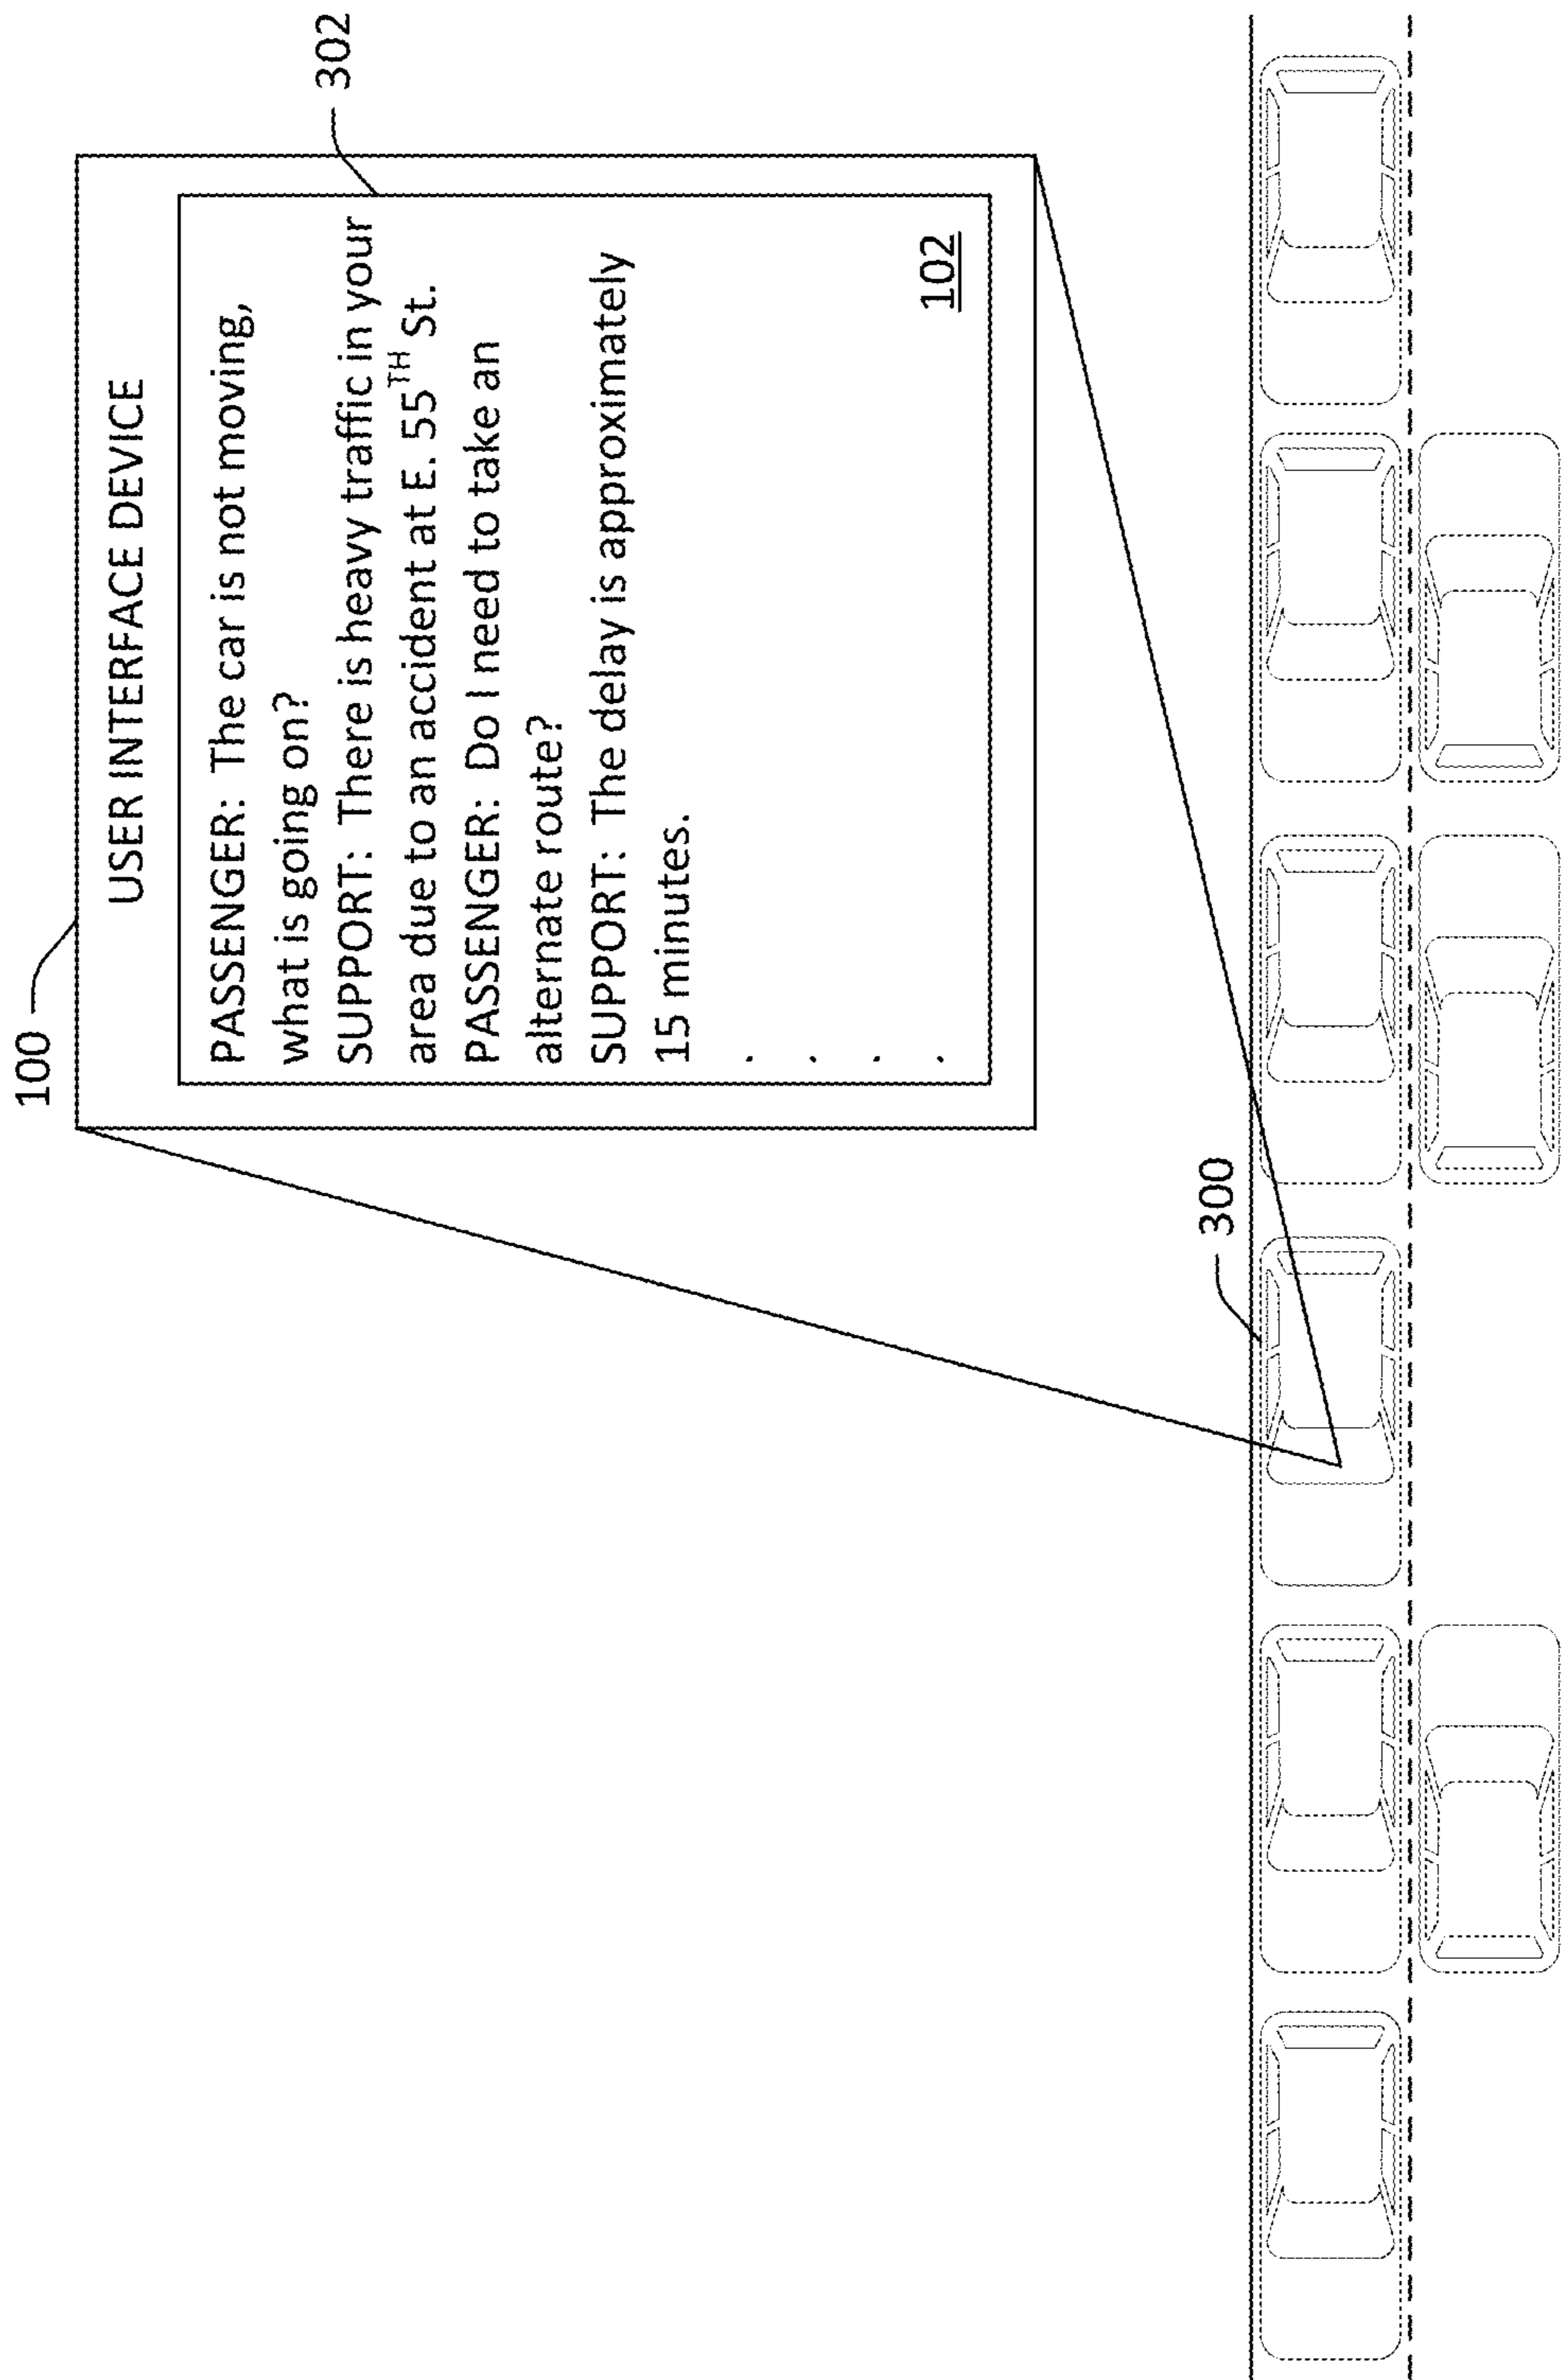 100
USER INTERFACE DEVICE
302
PASSENGER: The car is not moving,
what is going on?
SUPPORT: There is heavy traffic in your
area due to an accident at E. 55TH St.
PASSENGER: Do I need to take an
alternate route?
SUPPORT: The delay is approximately
15 minutes.
.
.
.
.
102
300